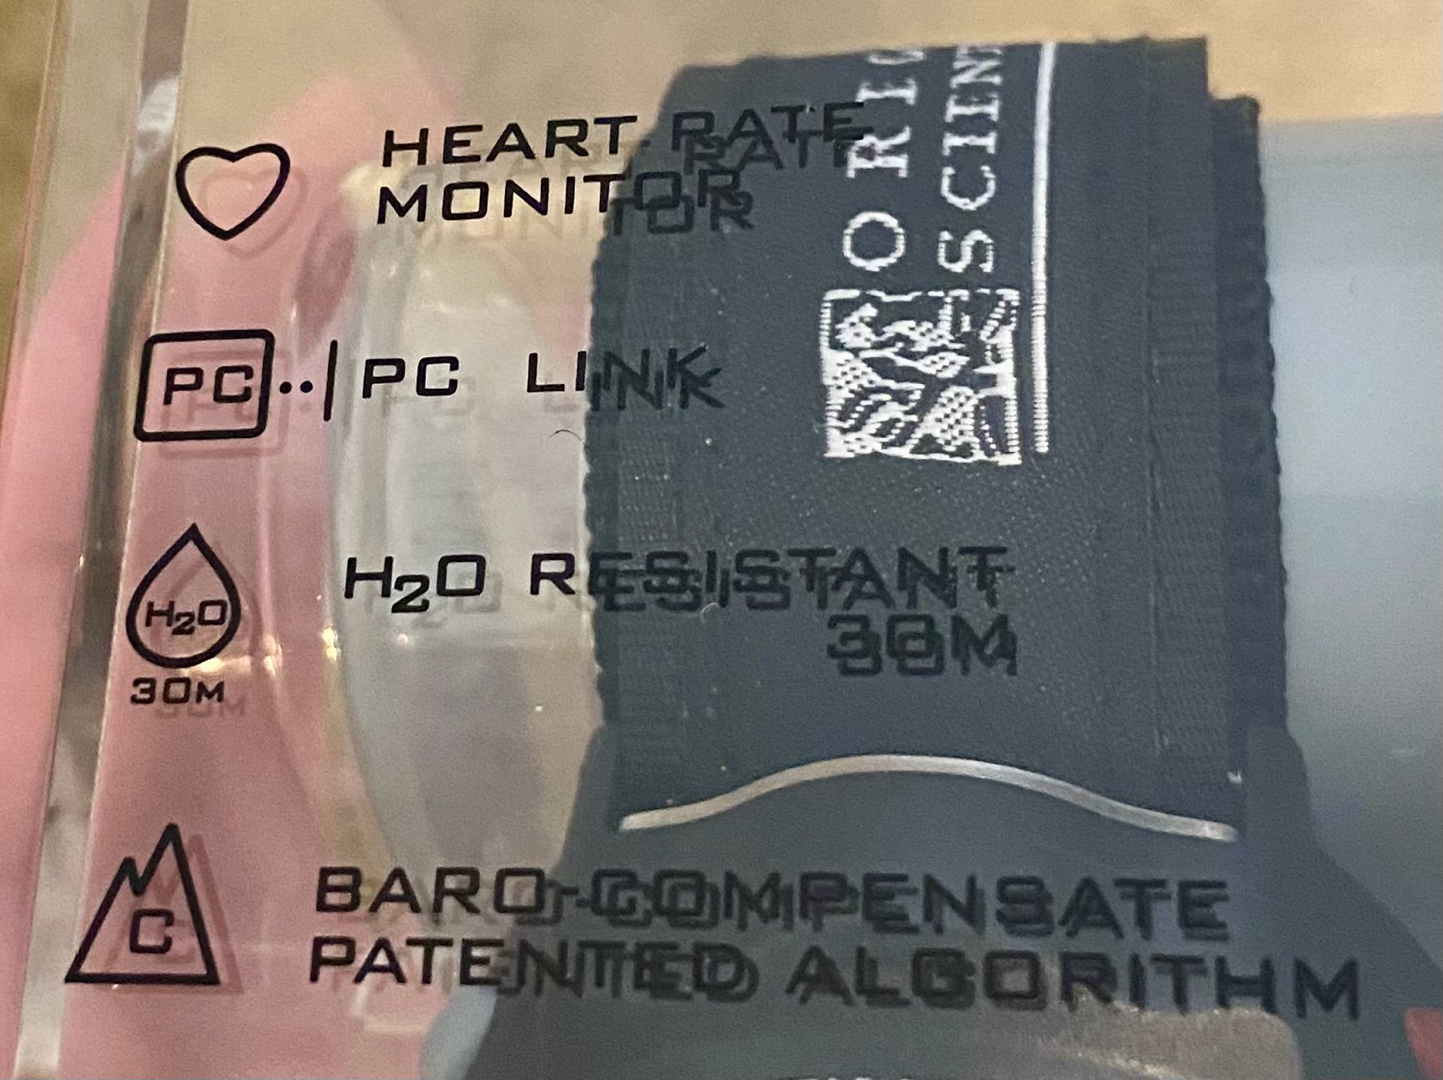 HEART RATE
MONITOR
PC
PC LINK
H2O
30M
H2O RESISTANT
30M
C
BARO-COMPENSATE
PATENTED ALGORITHM